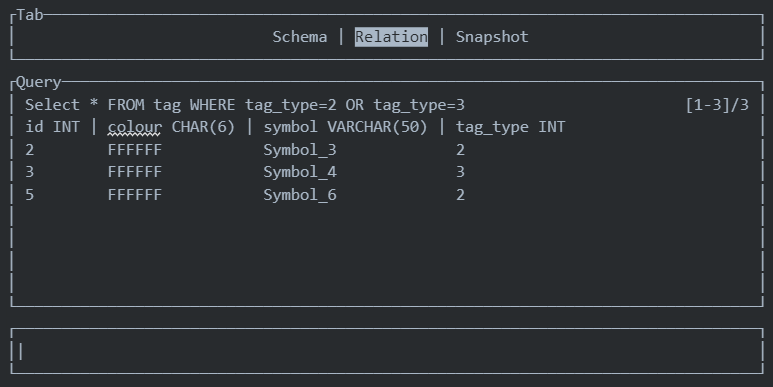 Tab
Schema | Relation | Snapshot
Query
Select * FROM tag WHERE tag_type=2 OR tag_type=3 [1-3]/3
id INT | colour CHAR(6) | symbol VARCHAR(50) | tag_type INT
2 FFFFFF Symbol_3 2
3 FFFFFF Symbol_4 3
5 FFFFFF Symbol_6 2